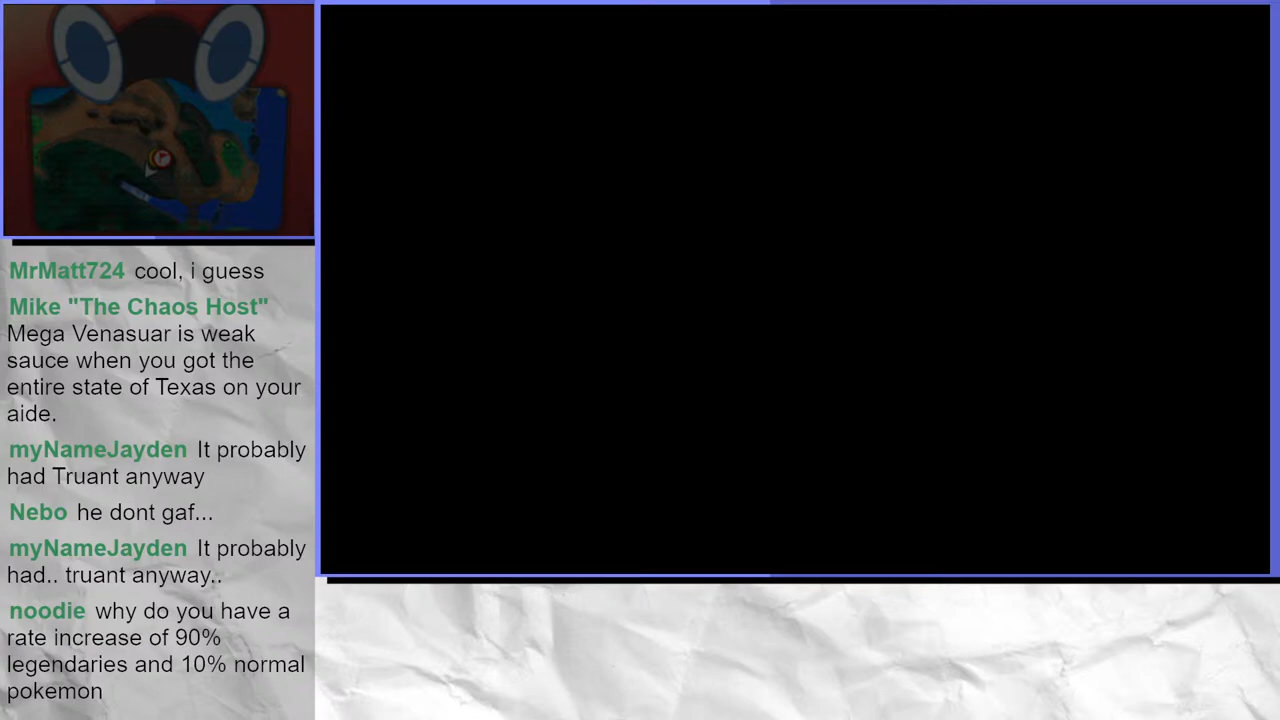 MrMatt724 cool, i guess
Mike "The Chaos Host"
Mega Venasuar is weak
sauce when you got the
entire state of Texas on your
aide.
myNameJayden It probably
had Truant anyway
Nebo he dont gaf...
myNameJayden It probably
had.. truant anyway..
noodie why do you have a
rate increase of 90%
legendaries and 10% normal
pokemon